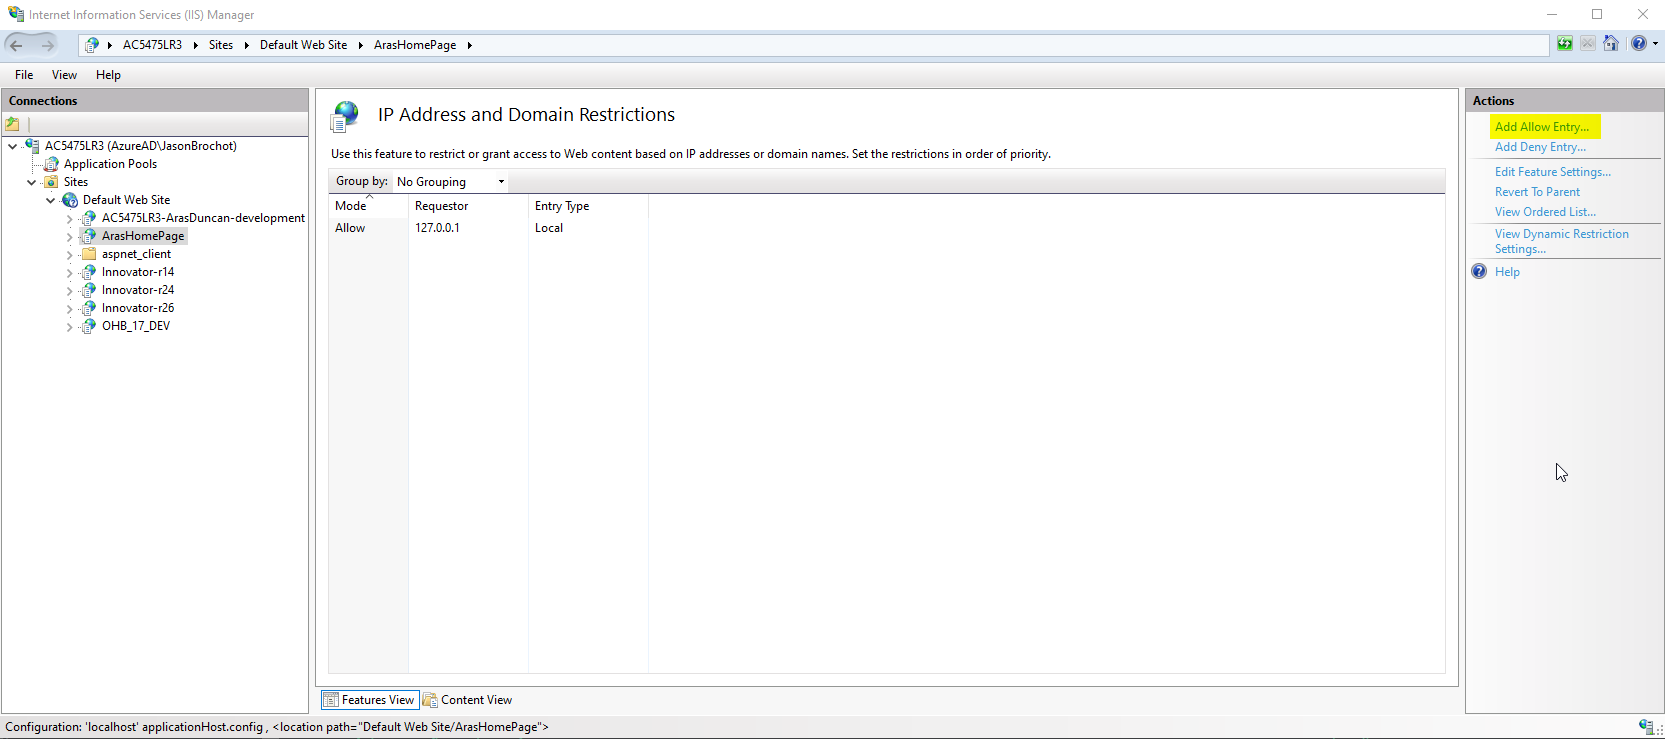 Internet Information Services (IIS) Manager
AC5475LR3 Sites Default Web Site ArasHomePage
File View Help
Connections
AC5475LR3 (AzureAD\JasonBrochot)
Application Pools
Sites
Default Web Site
AC5475LR3-ArasDuncan-development
ArasHomePage
aspnet_client
Innovator-r14
Innovator-r24
Innovator-r26
OHB_17_DEV
IP Address and Domain Restrictions
Use this feature to restrict or grant access to Web content based on IP addresses or domain names. Set the restrictions in order of priority.
Group by: No Grouping
Mode Requestor Entry Type
Allow 127.0.0.1 Local
Features View Content View
Actions
Add Allow Entry...
Add Deny Entry...
Edit Feature Settings...
Revert To Parent
View Ordered List...
View Dynamic Restriction
Settings...
Help
Configuration: 'localhost' applicationHost.config , <location path="Default Web Site/ArasHomePage">